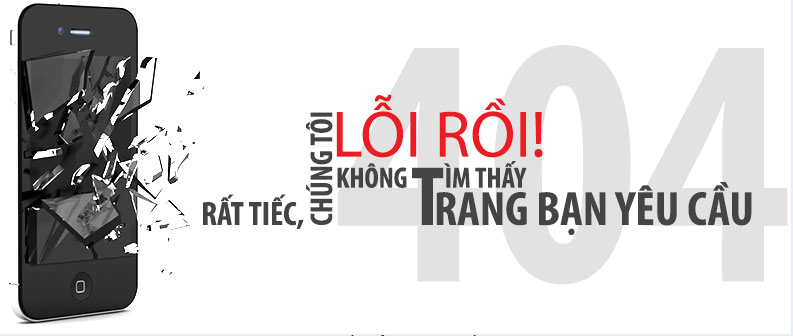 404
LỖI RỒI!
RẤT TIẾC, CHÚNG TÔI
KHÔNG TÌM THẤY
TRANG BẠN YÊU CẦU